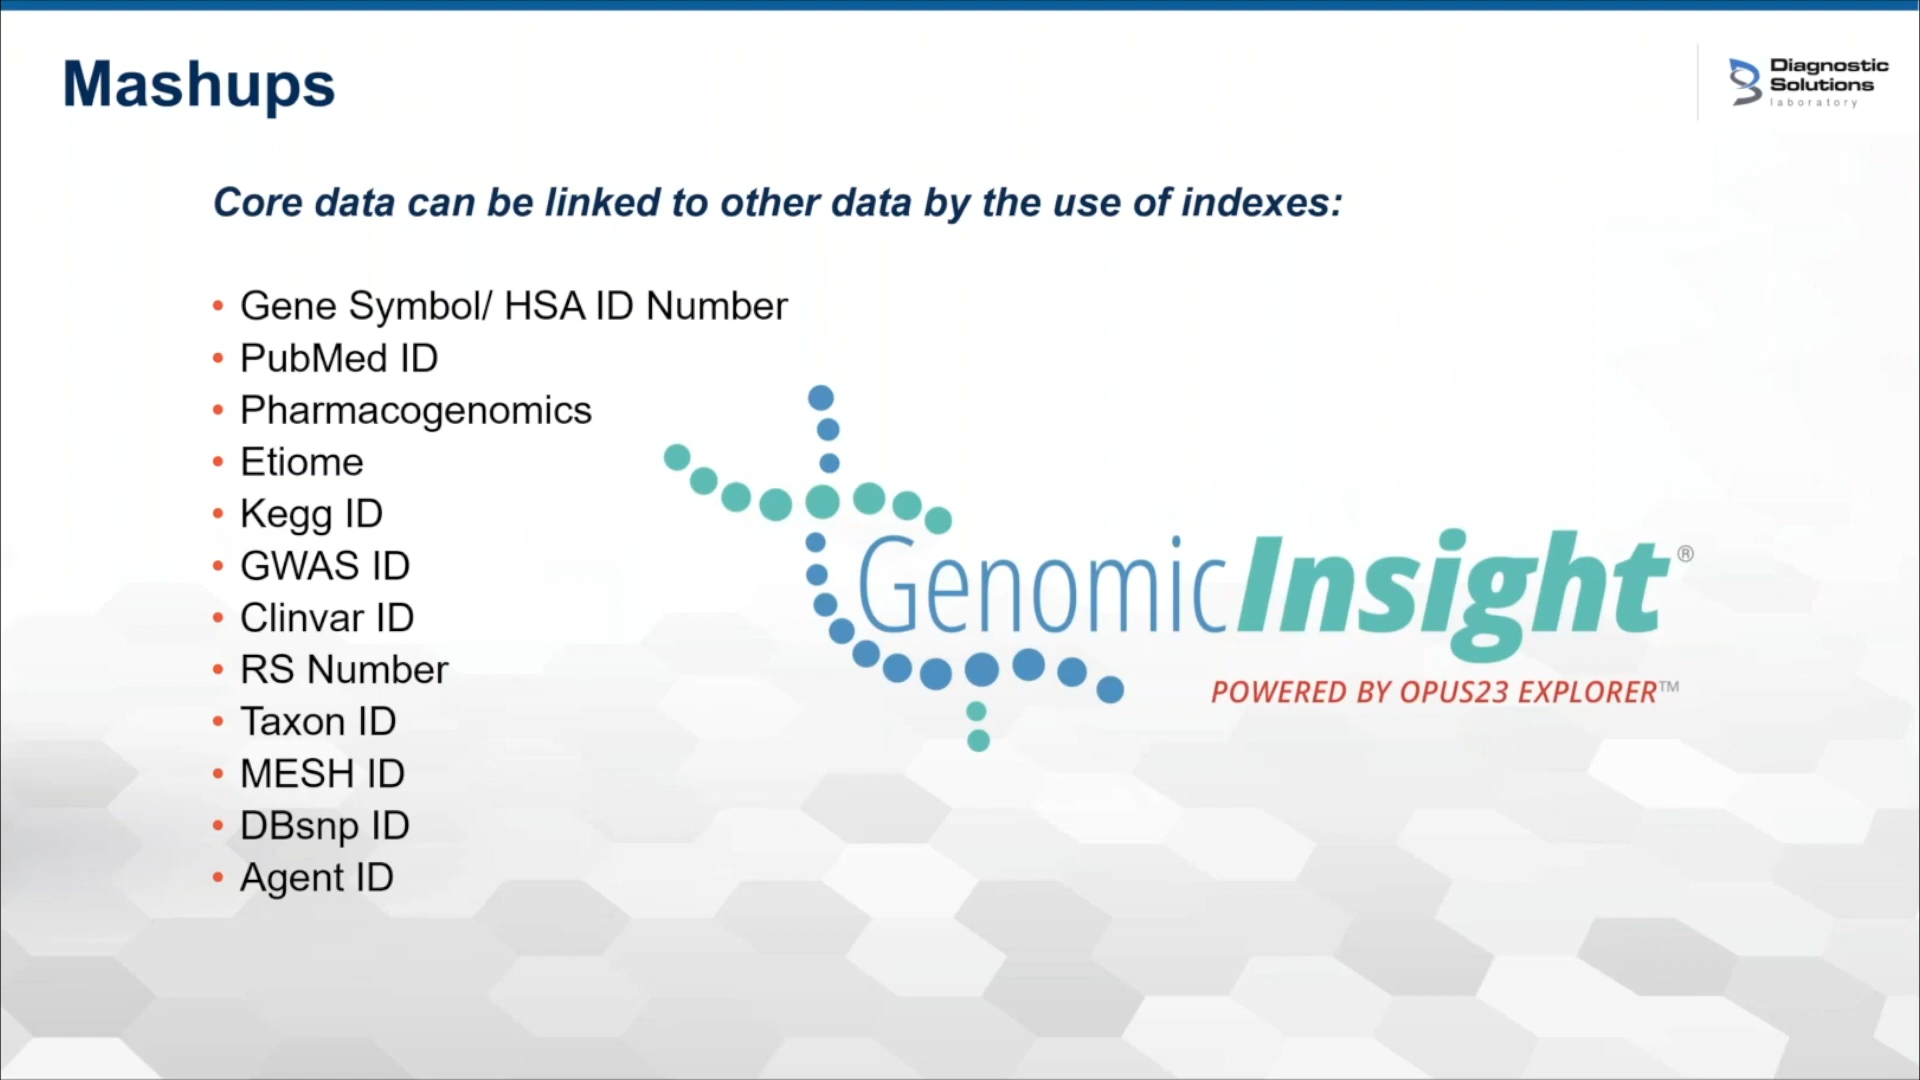 Mashups
Diagnostic
Solutions
laboratory
Core data can be linked to other data by the use of indexes:
• Gene Symbol/ HSA ID Number
• PubMed ID
• Pharmacogenomics
• Etiome
• Kegg ID
• GWAS ID
• Clinvar ID
• RS Number
• Taxon ID
• MESH ID
• DBsnp ID
• Agent ID
GenomicInsight®
POWERED BY OPUS23 EXPLORER™